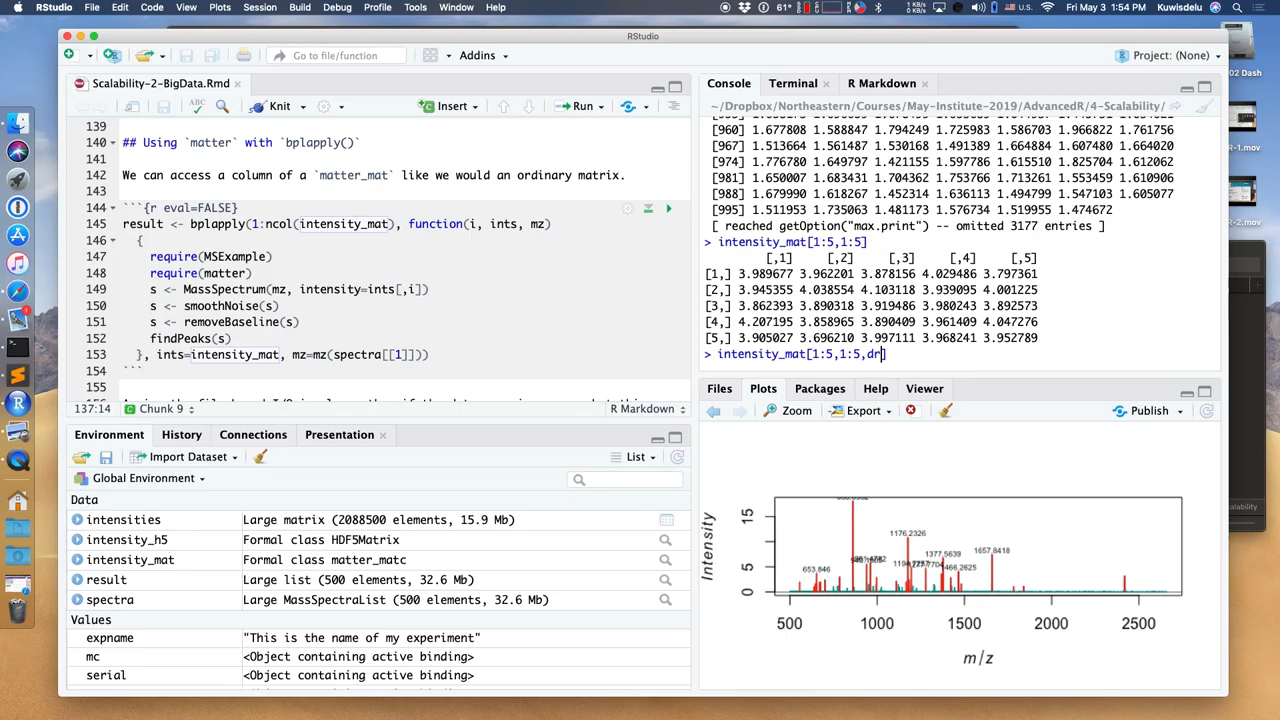 RStudio File Edit Code View Plots Session Build Debug Profile Tools Window Help 61° U.S. Fri May 3 1:54 PM Kuwisdelu
RStudio
Go to file/function Addins Project: (None)
Scalability-2-BigData.Rmd
Knit Insert Run
139
140 ## Using `matter` with `bplapply()`
141
142 We can access a column of a `matter_mat` like we would an ordinary matrix.
143
144 ```{r eval=FALSE}
145 result <- bplapply(1:ncol(intensity_mat), function(i, ints, mz)
146 {
147 require(MSExample)
148 require(matter)
149 s <- MassSpectrum(mz, intensity=ints[,i])
150 s <- smoothNoise(s)
151 s <- removeBaseline(s)
152 findPeaks(s)
153 }, ints=intensity_mat, mz=mz(spectra[[1]]))
154 ```
155
137:14 Chunk 9 R Markdown
Console Terminal R Markdown
~/Dropbox/Northeastern/Courses/May-Institute-2019/AdvancedR/4-Scalability/
[960] 1.677808 1.588847 1.794249 1.725983 1.586703 1.966822 1.761756
[967] 1.513664 1.561487 1.530168 1.491389 1.664884 1.607480 1.664020
[974] 1.776780 1.649797 1.421155 1.597786 1.615510 1.825704 1.612062
[981] 1.650007 1.683431 1.704362 1.753766 1.713261 1.553459 1.610906
[988] 1.679990 1.618267 1.452314 1.636314 1.494799 1.547103 1.605077
[995] 1.511953 1.735063 1.481173 1.576734 1.519955 1.474672
[ reached getOption("max.print") -- omitted 3177 entries ]
> intensity_mat[1:5,1:5]
[,1] [,2] [,3] [,4] [,5]
[1,] 3.989677 3.962201 3.878156 4.029486 3.797361
[2,] 3.945355 4.038554 4.103118 3.939095 4.001225
[3,] 3.862393 3.890318 3.919486 3.980243 3.892573
[4,] 4.207195 3.858965 3.890409 3.961409 4.047276
[5,] 3.905027 3.696210 3.997111 3.968241 3.952789
> intensity_mat[1:5,1:5,dr]
Environment History Connections Presentation
Import Dataset List
Global Environment
Data
intensities Large matrix (2088500 elements, 15.9 Mb)
intensity_h5 Formal class HDF5Matrix
intensity_mat Formal class matter_matc
result Large list (500 elements, 32.6 Mb)
spectra Large MassSpectraList (500 elements, 32.6 Mb)
Values
expname "This is the name of my experiment"
mc <Object containing active binding>
serial <Object containing active binding>
Files Plots Packages Help Viewer
Zoom Export Publish
15
5
0
Intensity
1176.2326
1377.5639
1657.8418
653.846
1466.2625
500 1000 1500 2000 2500
m/z
02 Dash
R-1.mov
R-2.mov